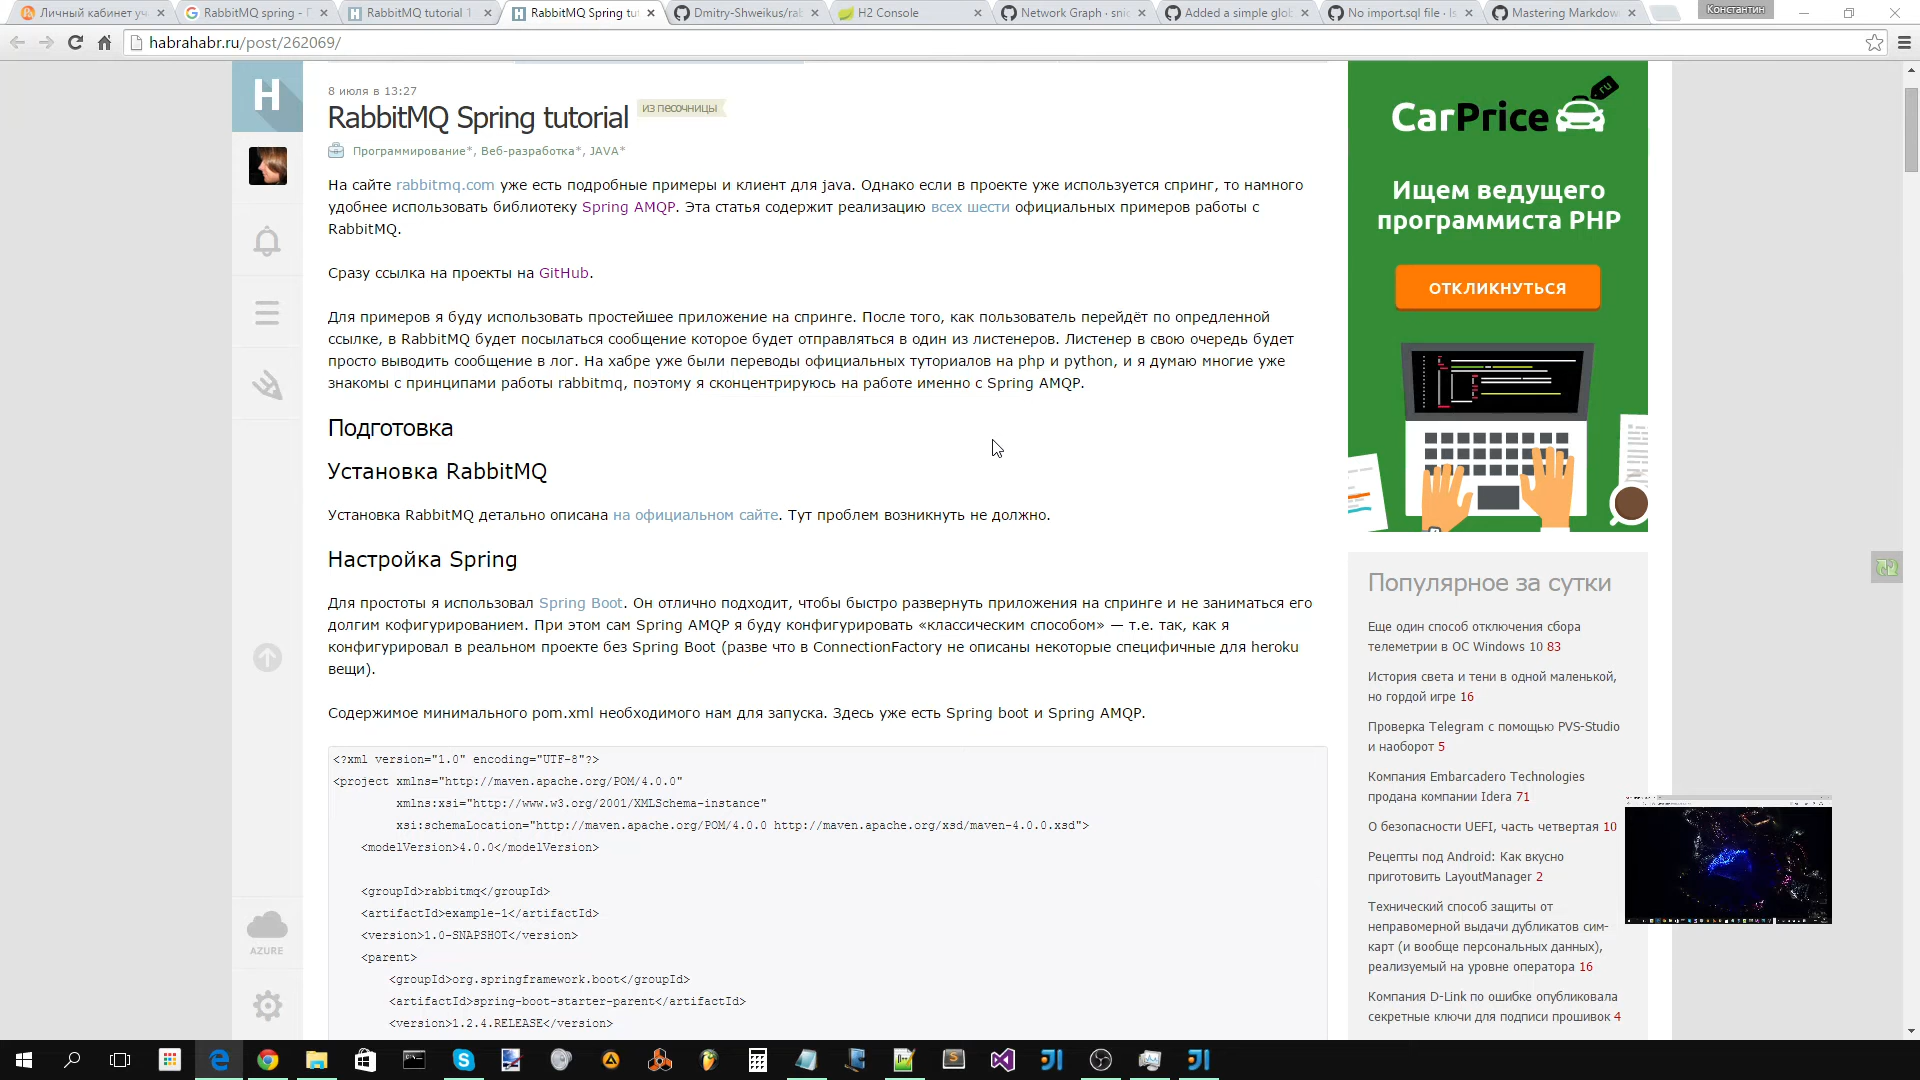 Личный кабинет уч
RabbitMQ spring - П
RabbitMQ tutorial 1
RabbitMQ Spring tut
Dmitry-Shweikus/rab
H2 Console
Network Graph · snic
Added a simple glob
No import.sql file · Is
Mastering Markdown
Константин
habrahabr.ru/post/262069/
H
8 июля в 13:27
RabbitMQ Spring tutorial
из песочницы
Программирование*, Веб-разработка*, JAVA*
На сайте rabbitmq.com уже есть подробные примеры и клиент для java. Однако если в проекте уже используется спринг, то намного
удобнее использовать библиотеку Spring AMQP. Эта статья содержит реализацию всех шести официальных примеров работы с
RabbitMQ.
Сразу ссылка на проекты на GitHub.
Для примеров я буду использовать простейшее приложение на спринге. После того, как пользователь перейдёт по опредленной
ссылке, в RabbitMQ будет посылаться сообщение которое будет отправляться в один из листенеров. Листенер в свою очередь будет
просто выводить сообщение в лог. На хабре уже были переводы официальных туториалов на php и python, и я думаю многие уже
знакомы с принципами работы rabbitmq, поэтому я сконцентрируюсь на работе именно с Spring AMQP.
Подготовка
Установка RabbitMQ
Установка RabbitMQ детально описана на официальном сайте. Тут проблем возникнуть не должно.
Настройка Spring
Для простоты я использовал Spring Boot. Он отлично подходит, чтобы быстро развернуть приложения на спринге и не заниматься его
долгим кофигурированием. При этом сам Spring AMQP я буду конфигурировать «классическим способом» — т.е. так, как я
конфигурировал в реальном проекте без Spring Boot (разве что в ConnectionFactory не описаны некоторые специфичные для heroku
вещи).
Содержимое минимального pom.xml необходимого нам для запуска. Здесь уже есть Spring boot и Spring AMQP.
<?xml version="1.0" encoding="UTF-8"?>
<project xmlns="http://maven.apache.org/POM/4.0.0"
xmlns:xsi="http://www.w3.org/2001/XMLSchema-instance"
xsi:schemaLocation="http://maven.apache.org/POM/4.0.0 http://maven.apache.org/xsd/maven-4.0.0.xsd">
<modelVersion>4.0.0</modelVersion>
<groupId>rabbitmq</groupId>
<artifactId>example-1</artifactId>
<version>1.0-SNAPSHOT</version>
<parent>
<groupId>org.springframework.boot</groupId>
<artifactId>spring-boot-starter-parent</artifactId>
<version>1.2.4.RELEASE</version>
AZURE
CarPrice
ru
Ищем ведущего
программиста PHP
ОТКЛИКНУТЬСЯ
Популярное за сутки
Еще один способ отключения сбора
телеметрии в ОС Windows 10 83
История света и тени в одной маленькой,
но гордой игре 16
Проверка Telegram с помощью PVS-Studio
и наоборот 5
Компания Embarcadero Technologies
продана компании Idera 71
О безопасности UEFI, часть четвертая 10
Рецепты под Android: Как вкусно
приготовить LayoutManager 2
Технический способ защиты от
неправомерной выдачи дубликатов сим-
карт (и вообще персональных данных),
реализуемый на уровне оператора 16
Компания D-Link по ошибке опубликовала
секретные ключи для подписи прошивок 4